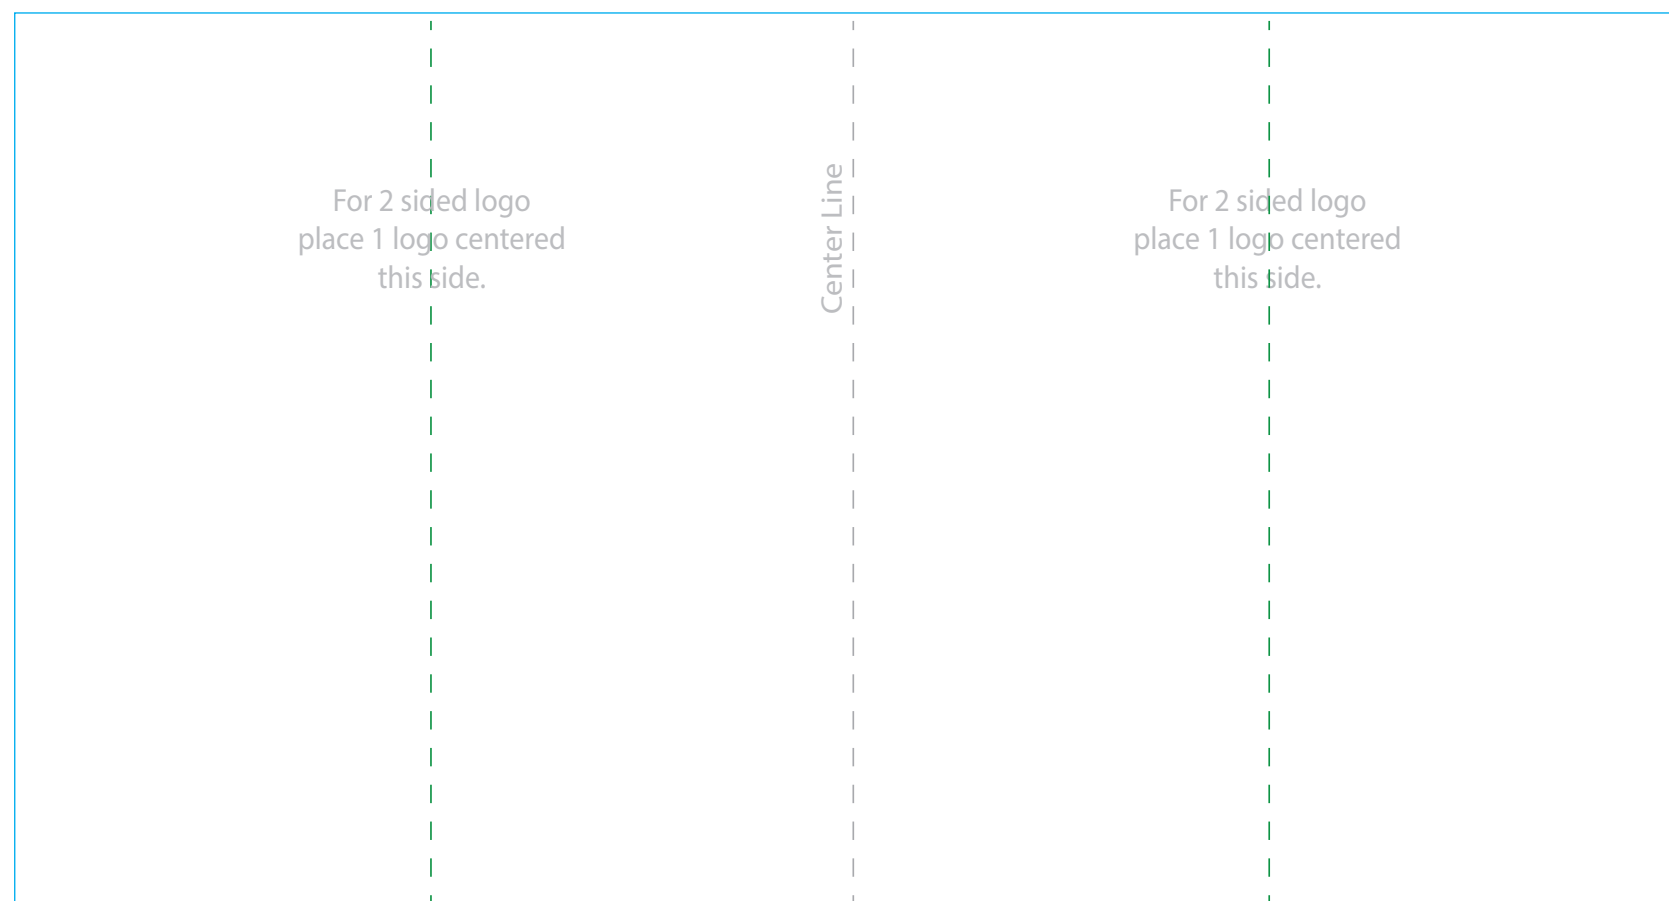 For 2 sided logo
place 1 logo centered
this side.
Center Line
For 2 sided logo
place 1 logo centered
this side.